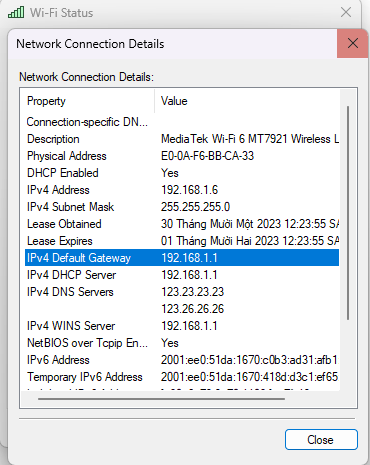 Wi-Fi Status
Network Connection Details
Network Connection Details:
Property Value
Connection-specific DN...
Description MediaTek Wi-Fi 6 MT7921 Wireless L
Physical Address E0-0A-F6-BB-CA-33
DHCP Enabled Yes
IPv4 Address 192.168.1.6
IPv4 Subnet Mask 255.255.255.0
Lease Obtained 30 Tháng Mười Một 2023 12:23:55 SA
Lease Expires 01 Tháng Mười Hai 2023 12:23:55 SA
IPv4 Default Gateway 192.168.1.1
IPv4 DHCP Server 192.168.1.1
IPv4 DNS Servers 123.23.23.23
123.26.26.26
IPv4 WINS Server 192.168.1.1
NetBIOS over Tcpip En... Yes
IPv6 Address 2001:ee0:51da:1670:c0b3:ad31:afb1
Temporary IPv6 Address 2001:ee0:51da:1670:418d:d3c1:ef65
Close